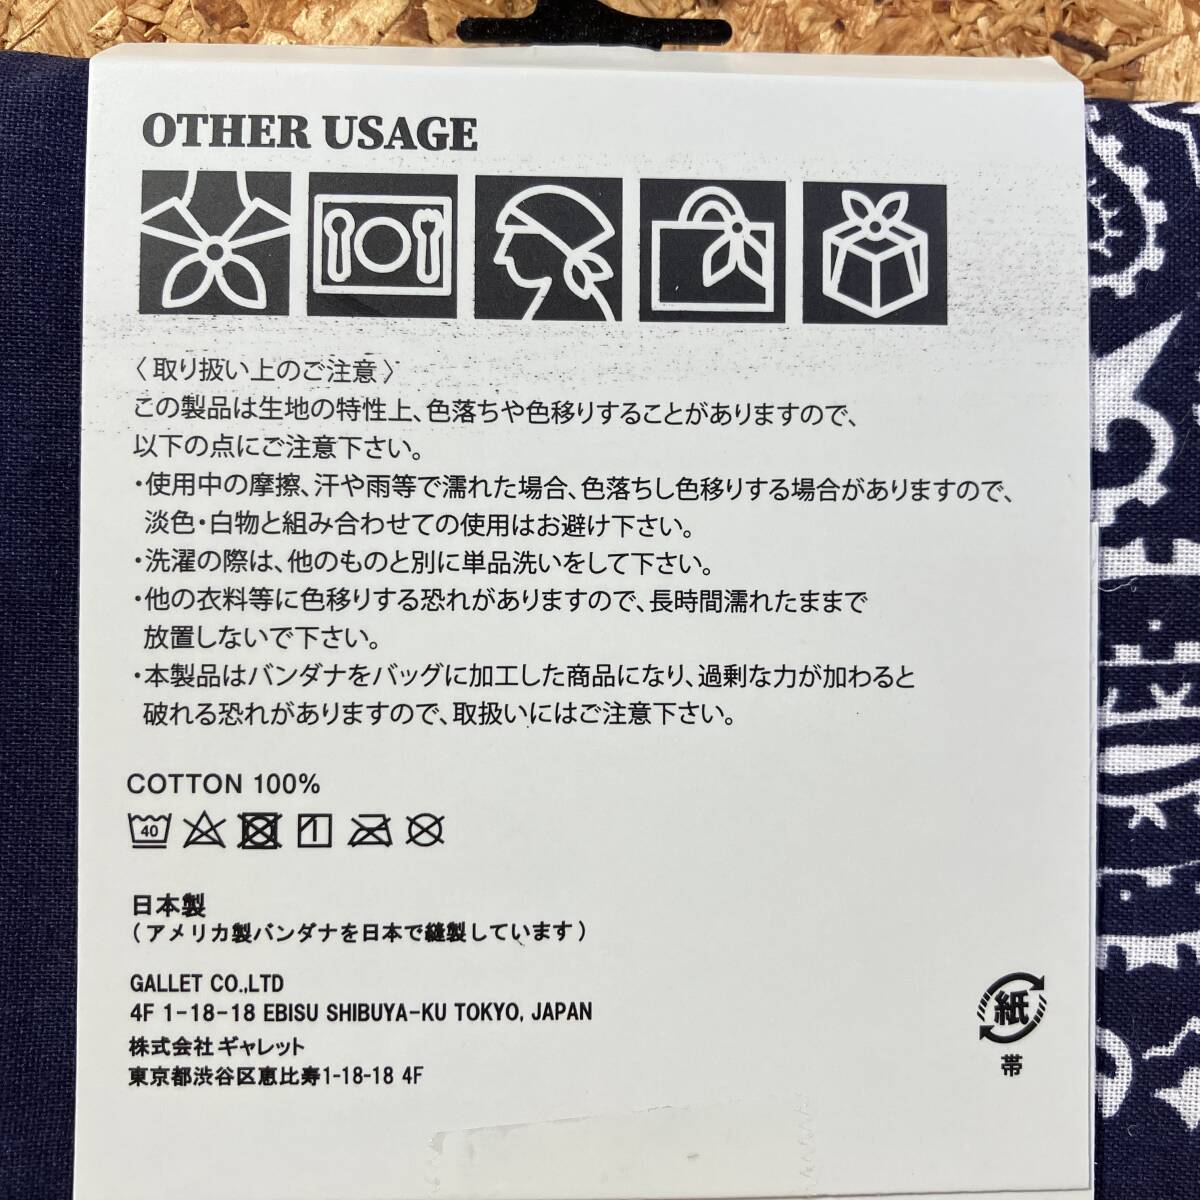 OTHER USAGE
〈 取り扱い上のご注意 〉
この製品は生地の特性上、色落ちや色移りすることがありますので、
以下の点にご注意下さい。
・使用中の摩擦、汗や雨等で濡れた場合、色落ちし色移りする場合がありますので、
淡色・白物と組み合わせての使用はお避け下さい。
・洗濯の際は、他のものと別に単品洗いをして下さい。
・他の衣料等に色移りする恐れがありますので、長時間濡れたままで
放置しないで下さい。
・本製品はバンダナをバッグに加工した商品になり、過剰な力が加わると
破れる恐れがありますので、取扱いにはご注意下さい。
COTTON 100%
40
日本製
（アメリカ製バンダナを日本で縫製しています）
GALLET CO.,LTD
4F 1-18-18 EBISU SHIBUYA-KU TOKYO, JAPAN
株式会社ギャレット
東京都渋谷区恵比寿1-18-18 4F
紙
帯